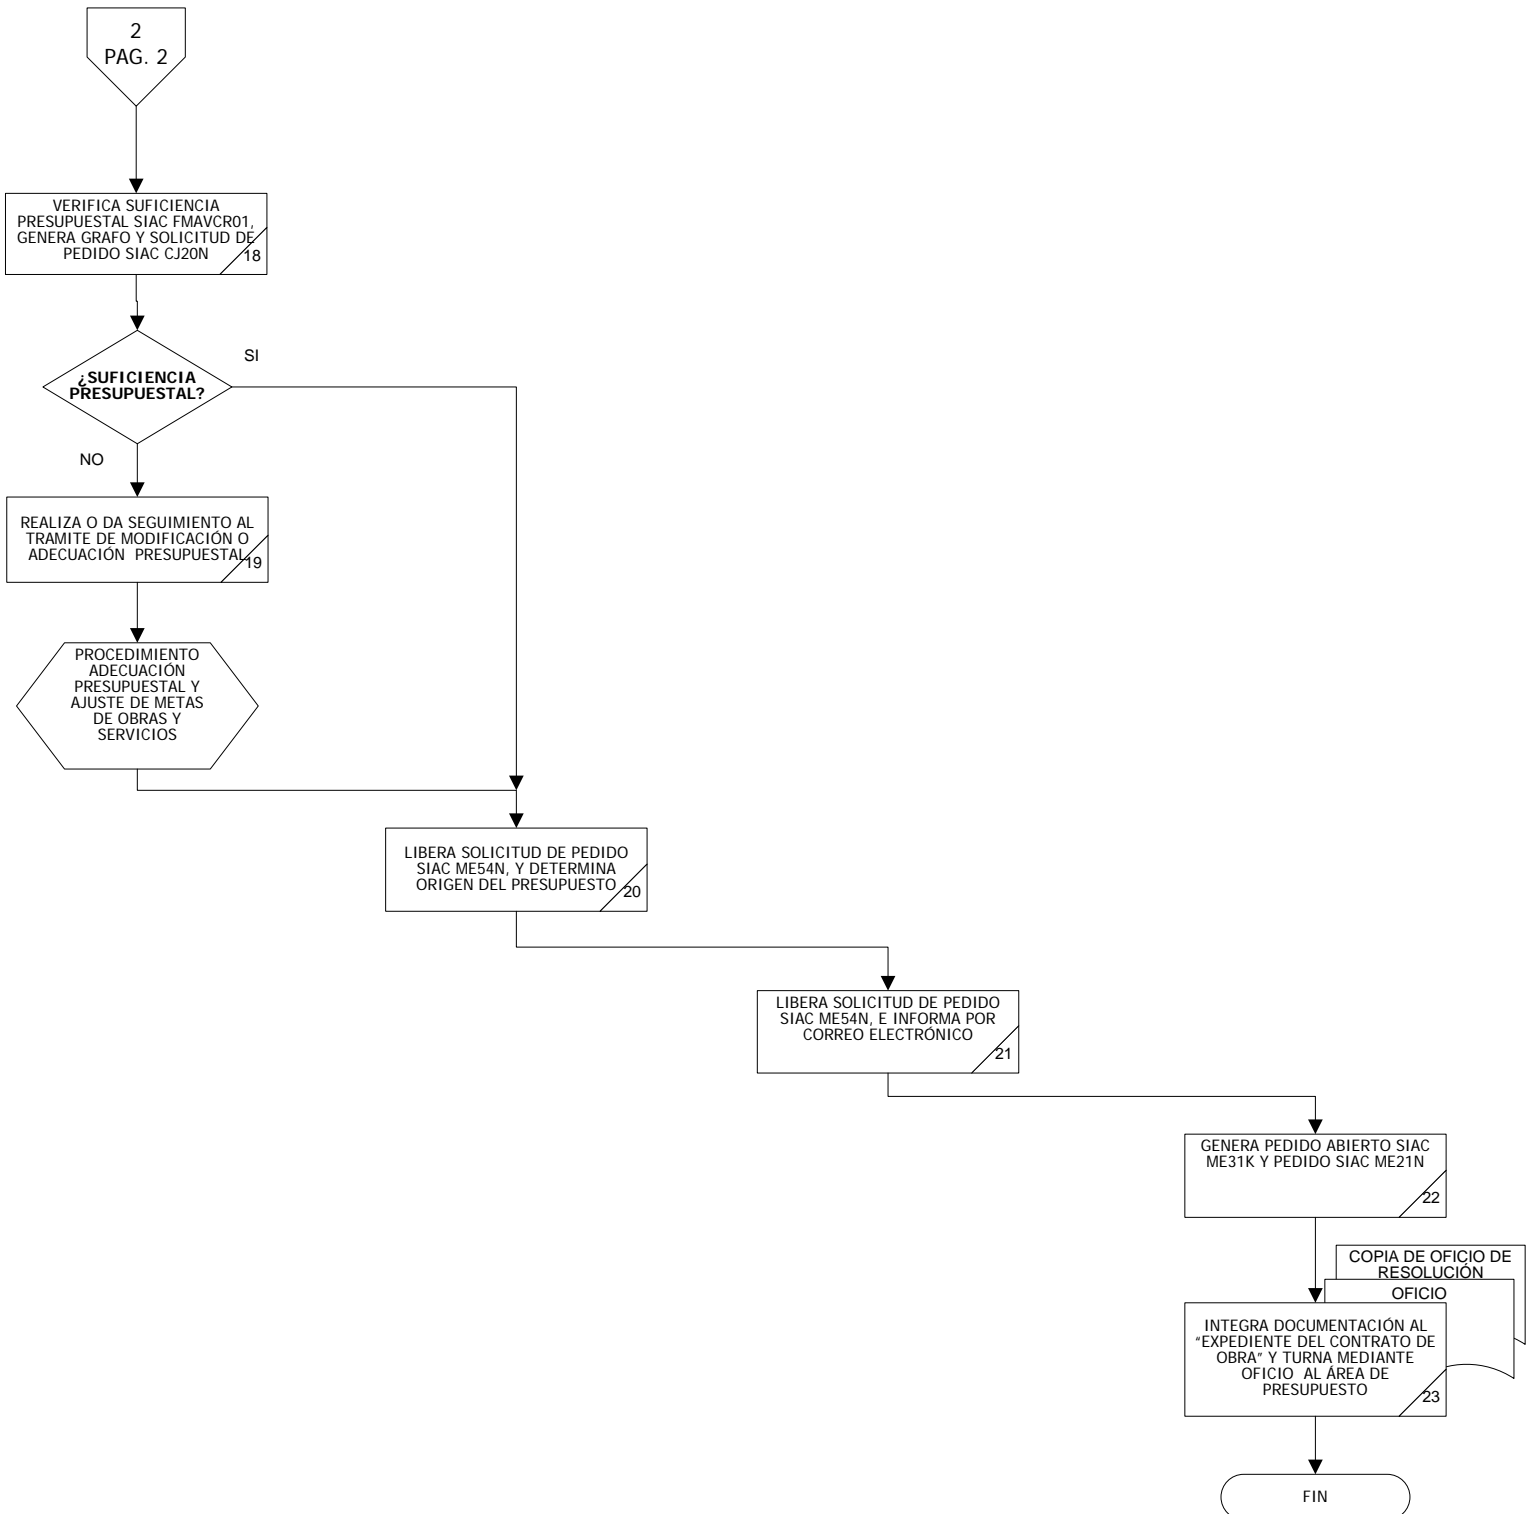 2
PAG. 2
VERIFICA SUFICIENCIA
PRESUPUESTAL SIAC FMAVCR01,
GENERA GRAFO Y SOLICITUD DE
PEDIDO SIAC CJ20N
18
SI
¿SUFICIENCIA
PRESUPUESTAL?
NO
REALIZA O DA SEGUIMIENTO AL
TRAMITE DE MODIFICACIÓN O
ADECUACIÓN PRESUPUESTAL
19
PROCEDIMIENTO
ADECUACIÓN
PRESUPUESTAL Y
AJUSTE DE METAS
DE OBRAS Y
SERVICIOS
LIBERA SOLICITUD DE PEDIDO
SIAC ME54N, Y DETERMINA
ORIGEN DEL PRESUPUESTO
20
LIBERA SOLICITUD DE PEDIDO
SIAC ME54N, E INFORMA POR
CORREO ELECTRÓNICO
21
GENERA PEDIDO ABIERTO SIAC
ME31K Y PEDIDO SIAC ME21N
22
COPIA DE OFICIO DE
RESOLUCIÓN
OFICIO
INTEGRA DOCUMENTACIÓN AL
“EXPEDIENTE DEL CONTRATO DE
OBRA” Y TURNA MEDIANTE
OFICIO AL ÁREA DE
PRESUPUESTO
23
FIN